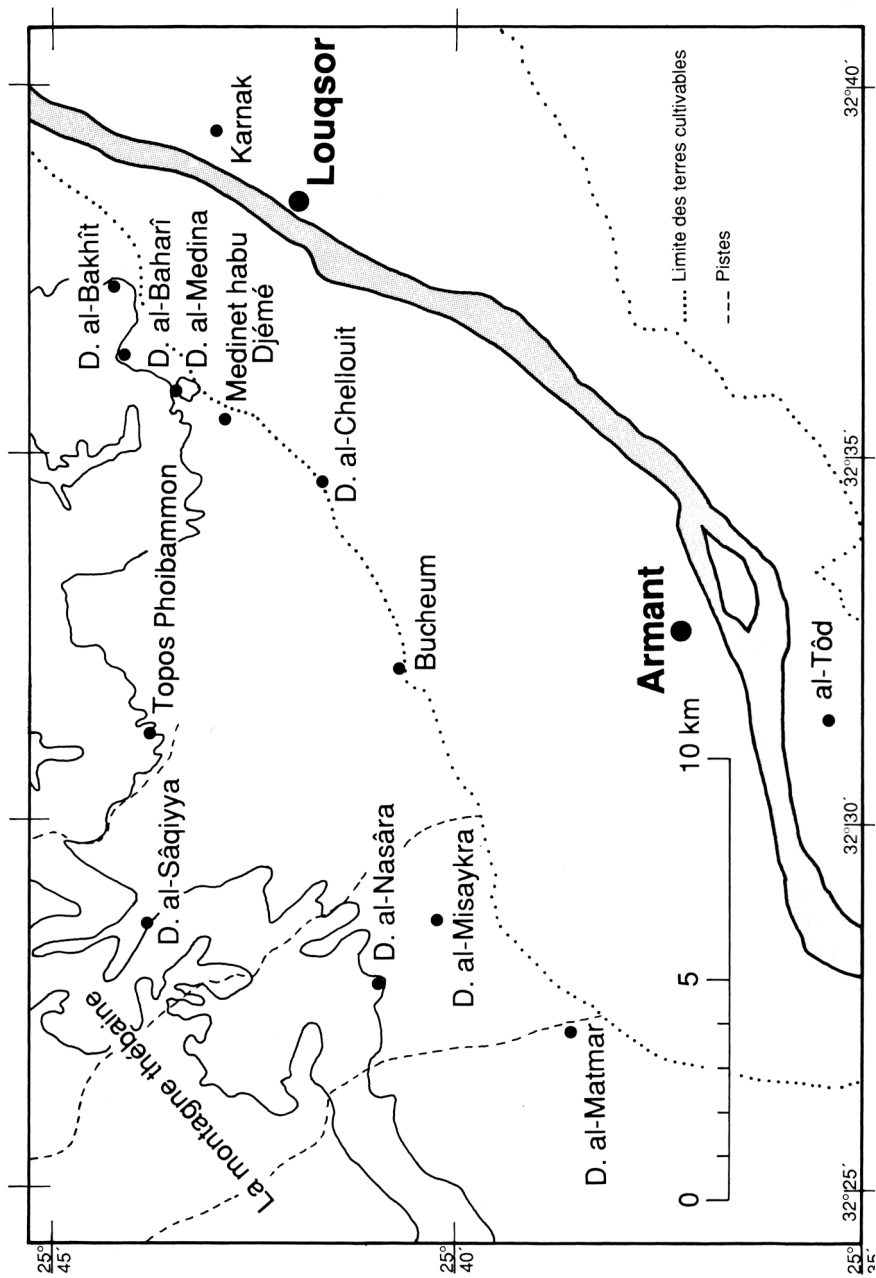 La montagne thébaine
D. al-Sâqiyya
Topos Phoibammon
D. al-Bakhît
D. al-Baharî
D. al-Medina
Medinet habu
Djémé
Karnak
Louqsor
D. al-Chellouit
Bucheum
D. al-Nasâra
D. al-Misaykra
D. al-Matmar
Armant
al-Tôd
Limite des terres cultivables
Pistes
0
5
10 km
25°
45´
25°
40´
25°
35´
32°25´
32°30´
32°35´
32°40´